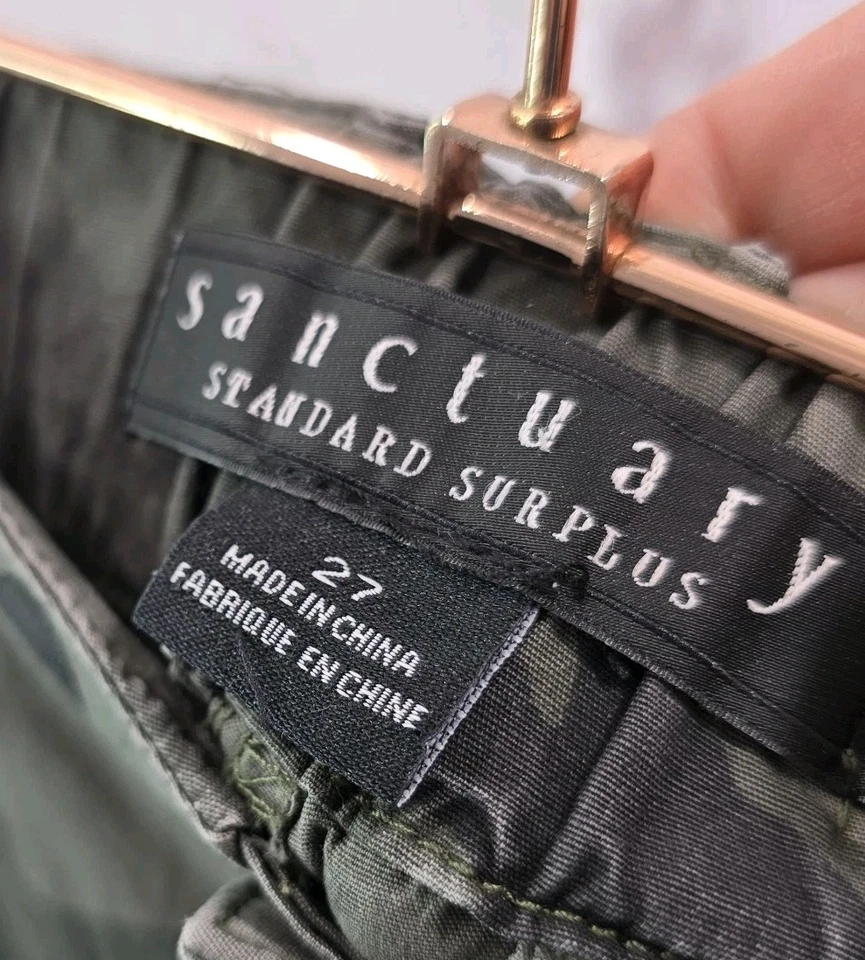 sanctuary
STANDARD SURPLUS
27
MADE IN CHINA
FABRIQUE EN CHINE